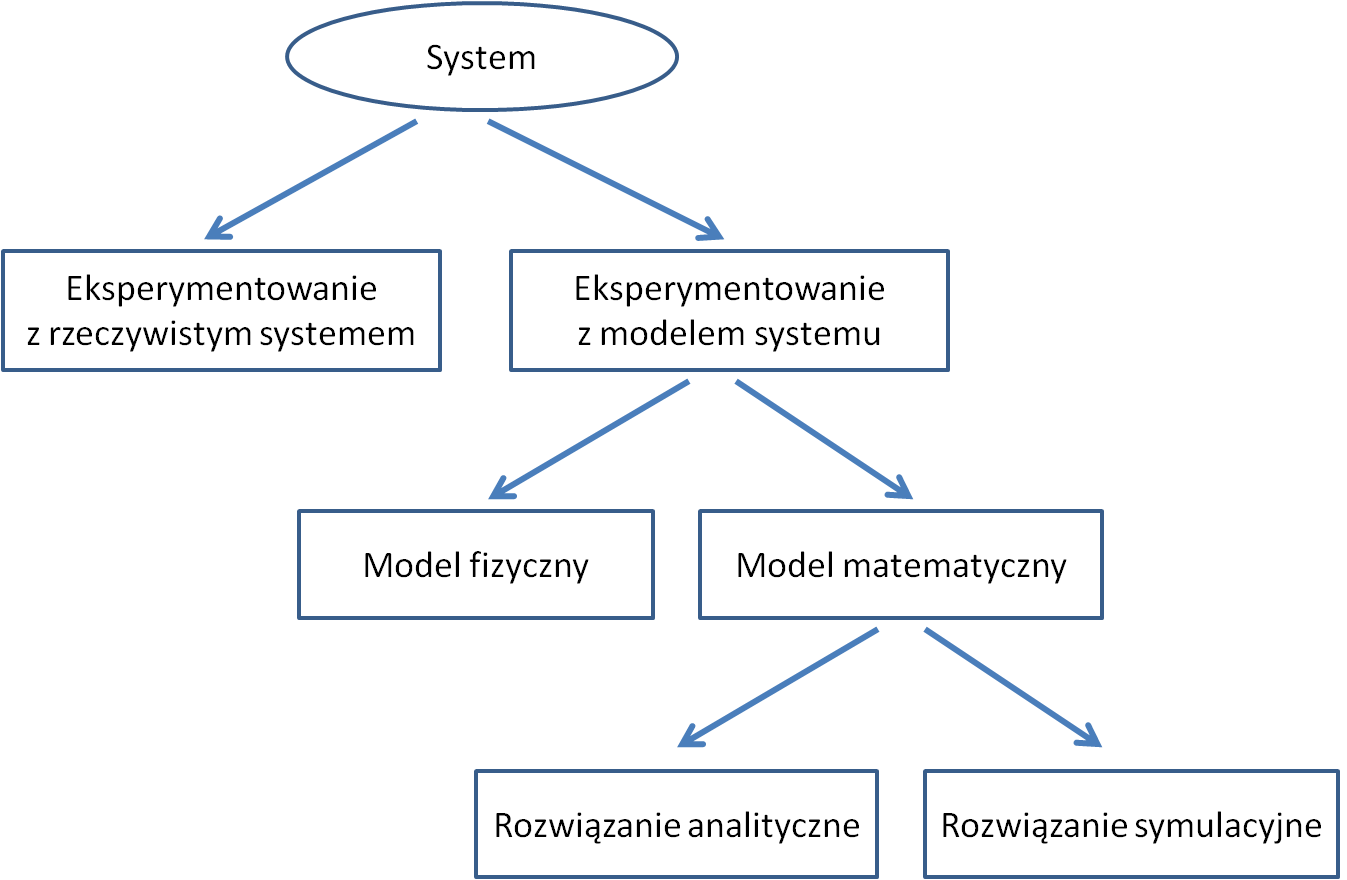 System
Eksperymentowanie
z rzeczywistym systemem
Eksperymentowanie
z modelem systemu
Model fizyczny
Model matematyczny
Rozwiązanie analityczne
Rozwiązanie symulacyjne